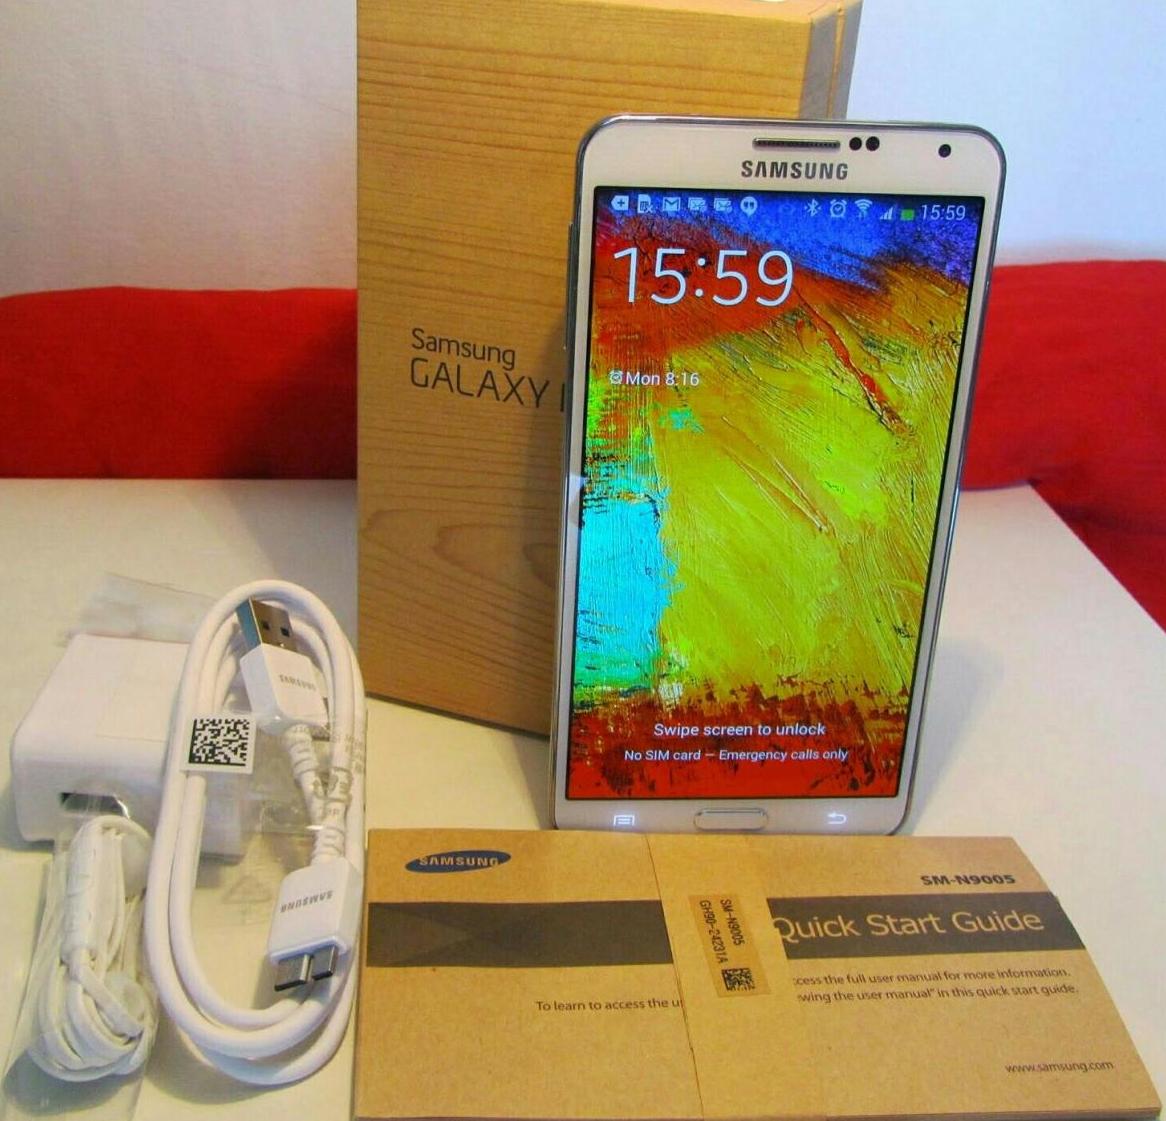 SAMSUNG
15:59
15:59
Mon 8:16
Samsung
GALAXY
Swipe screen to unlock
No SIM card — Emergency calls only
SAMSUNG
SAMSUNG
SAMSUNG
SM-N9005
SM-N9005
GH90-24231A
Quick Start Guide
To learn to access the u
ccess the full user manual for more information.
wing the user manual" in this quick start guide.
www.samsung.com